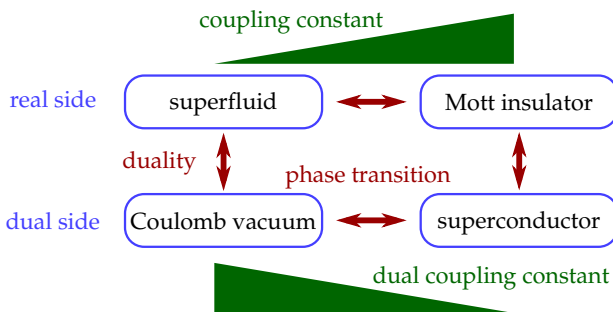 coupling constant
real side
superfluid
Mott insulator
duality
phase transition
dual side
Coulomb vacuum
superconductor
dual coupling constant